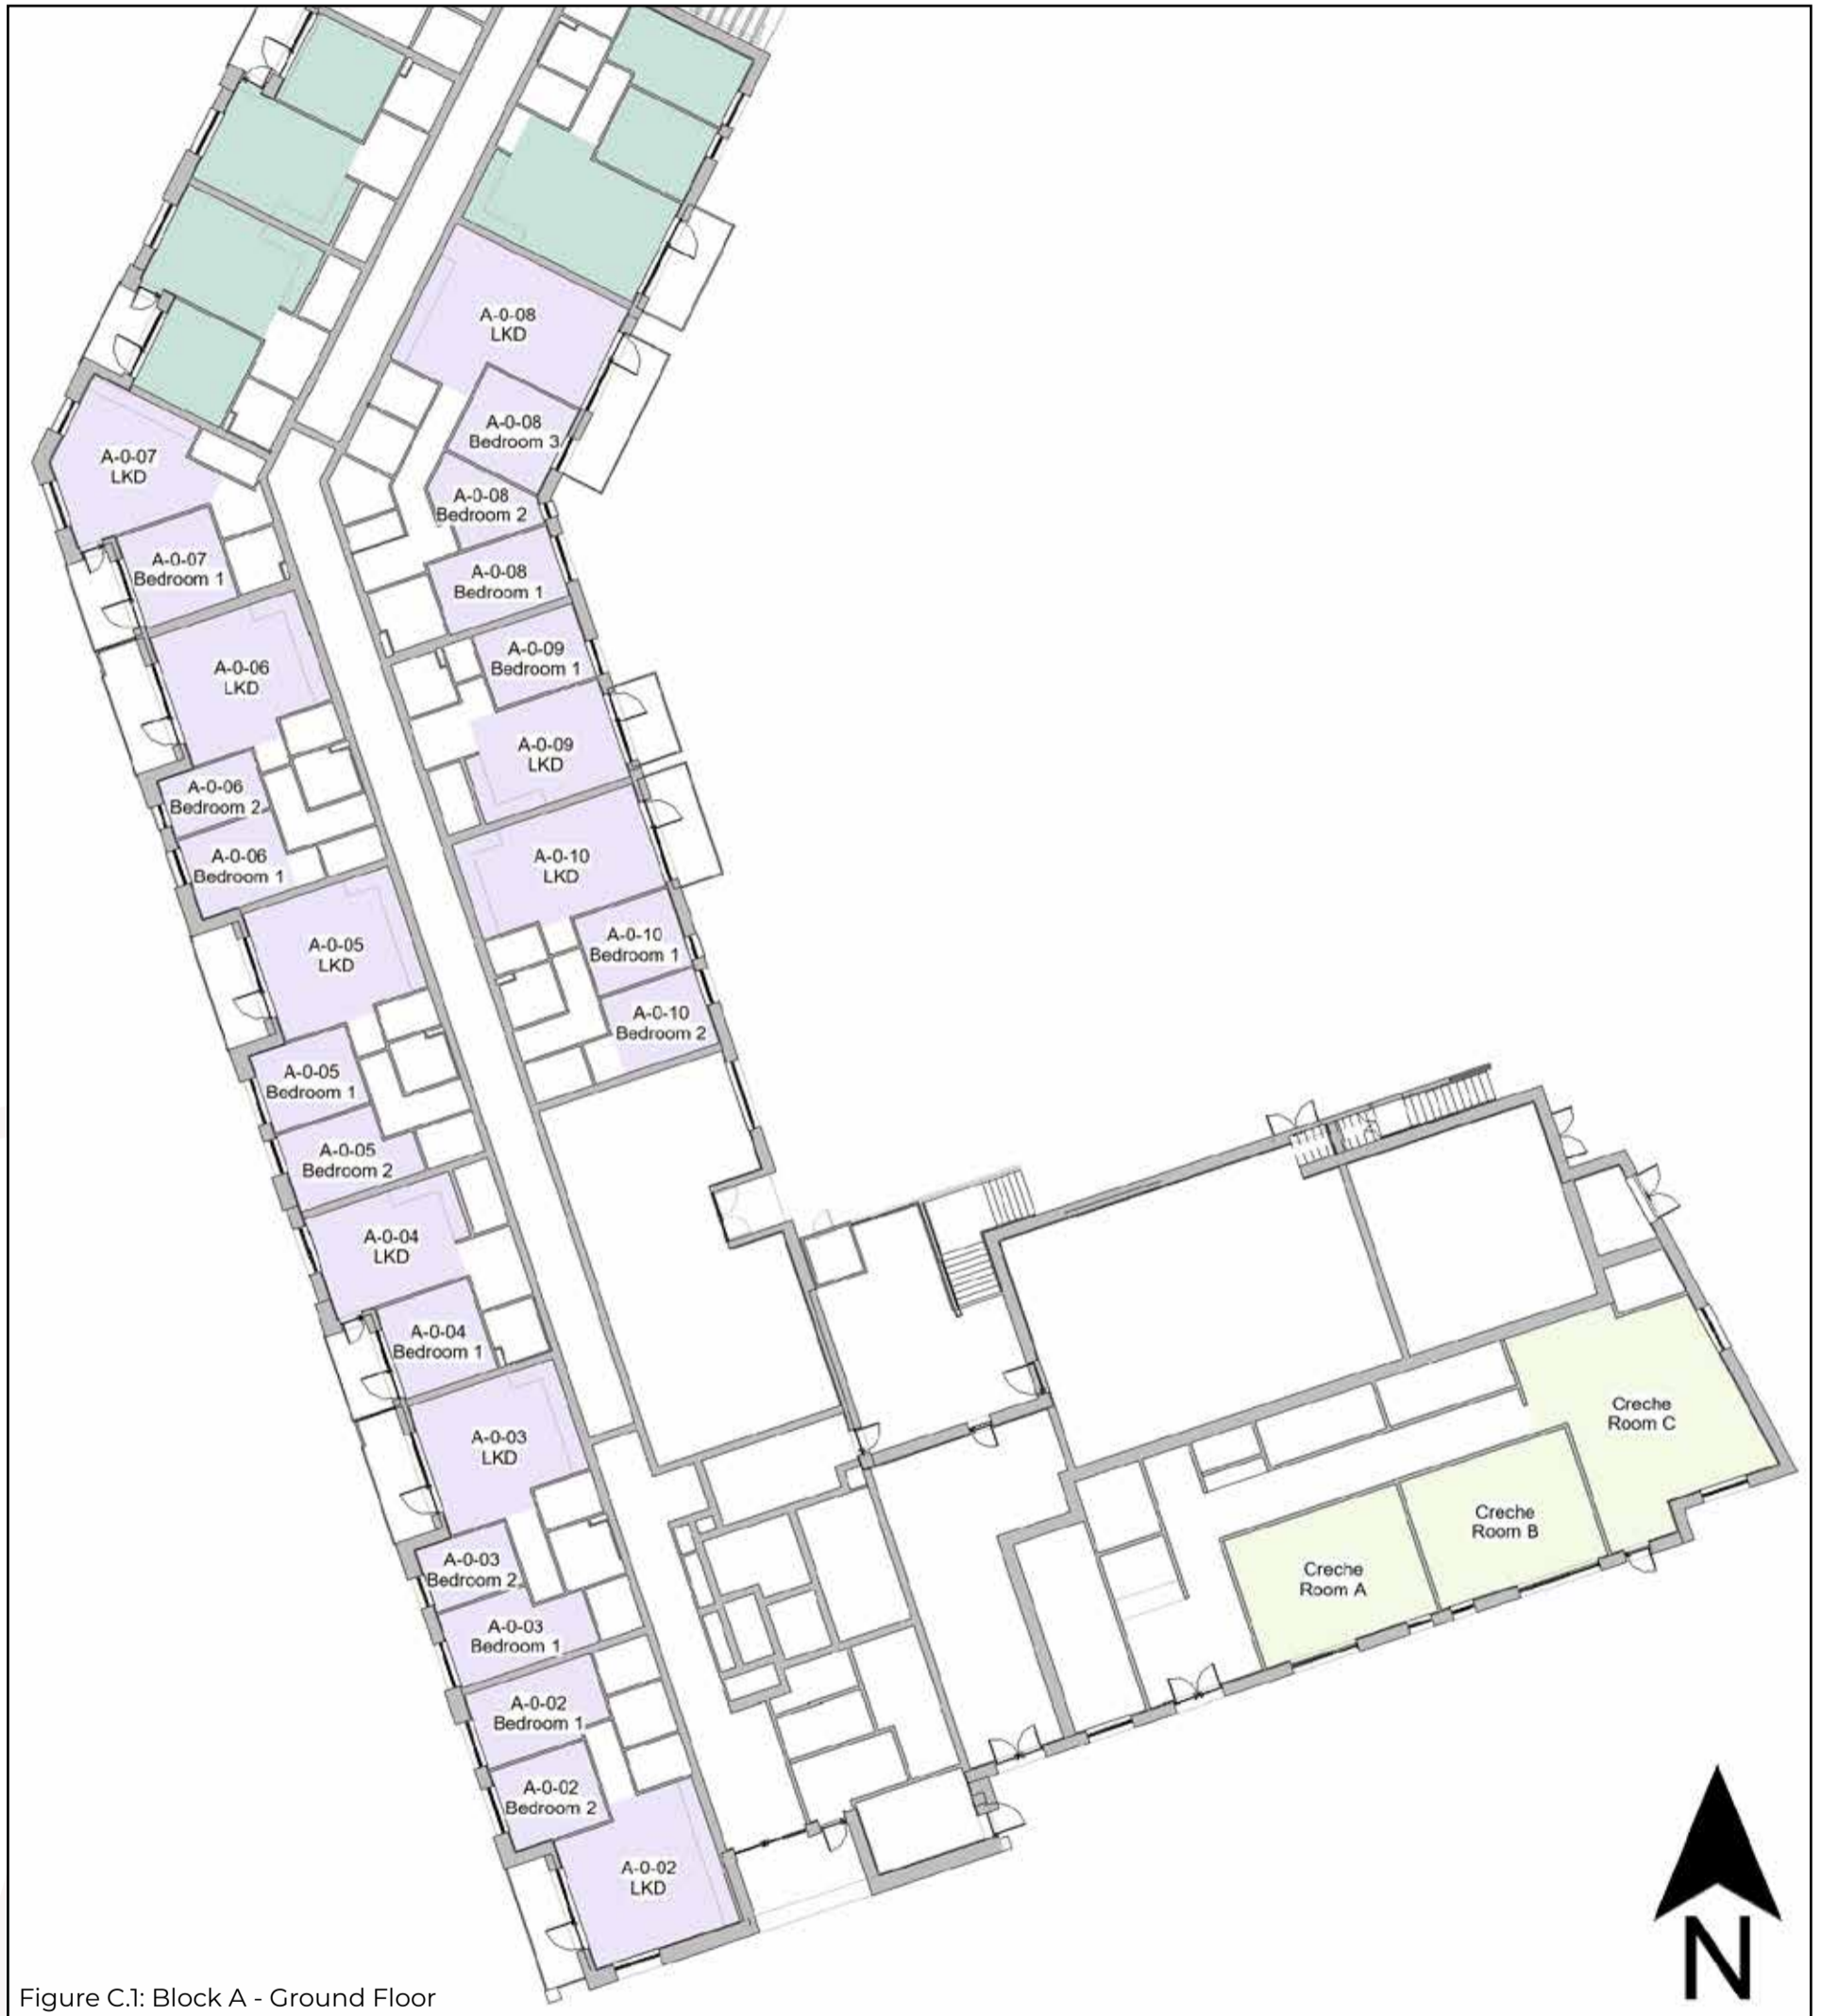 A-0-08
LKD
A-0-08
Bedroom 3
A-0-07
LKD
A-0-08
Bedroom 2
A-0-07
Bedroom 1
A-0-08
Bedroom 1
A-0-09
Bedroom 1
A-0-06
LKD
A-0-09
LKD
A-0-06
Bedroom 2
A-0-06
Bedroom 1
A-0-10
LKD
A-0-05
LKD
A-0-10
Bedroom 1
A-0-10
Bedroom 2
A-0-05
Bedroom 1
A-0-05
Bedroom 2
A-0-04
LKD
A-0-04
Bedroom 1
Creche
Room C
A-0-03
LKD
Creche
Room B
A-0-03
Bedroom 2
Creche
Room A
A-0-03
Bedroom 1
A-0-02
Bedroom 1
A-0-02
Bedroom 2
A-0-02
LKD
N
Figure C.1: Block A - Ground Floor